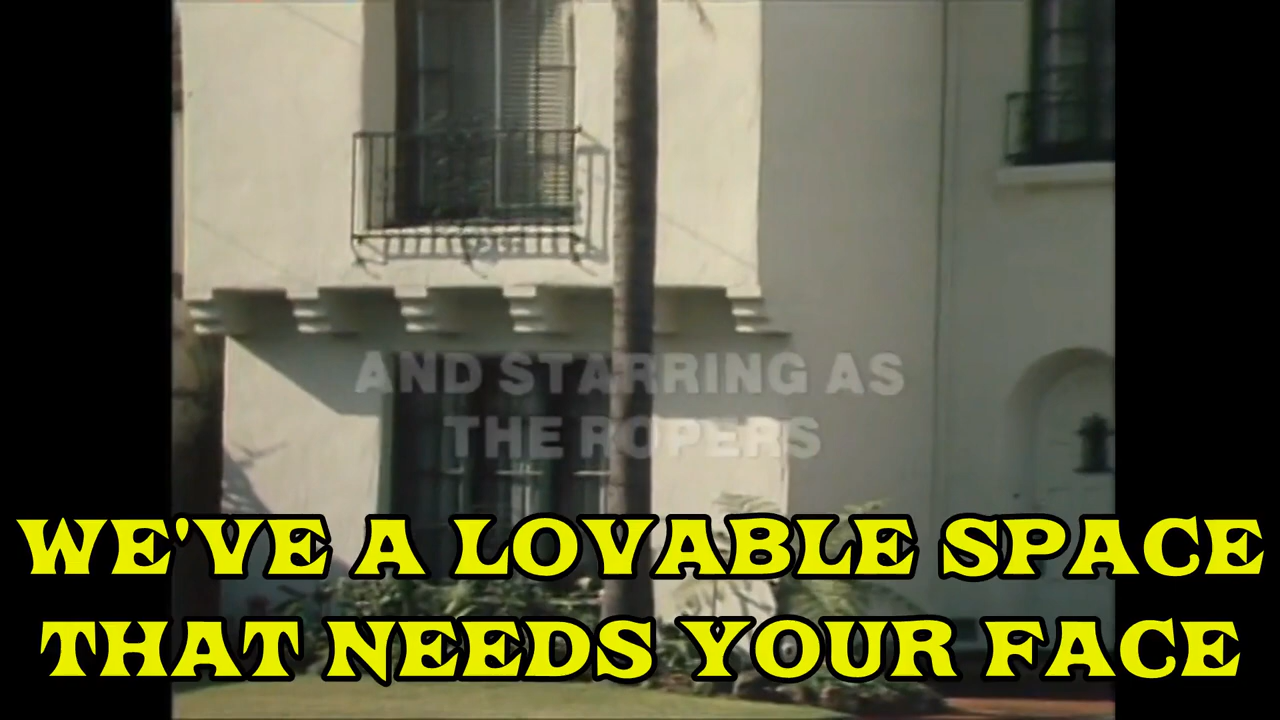 AND STARRING AS
THE ROPERS
WE'VE A LOVABLE SPACE
THAT NEEDS YOUR FACE